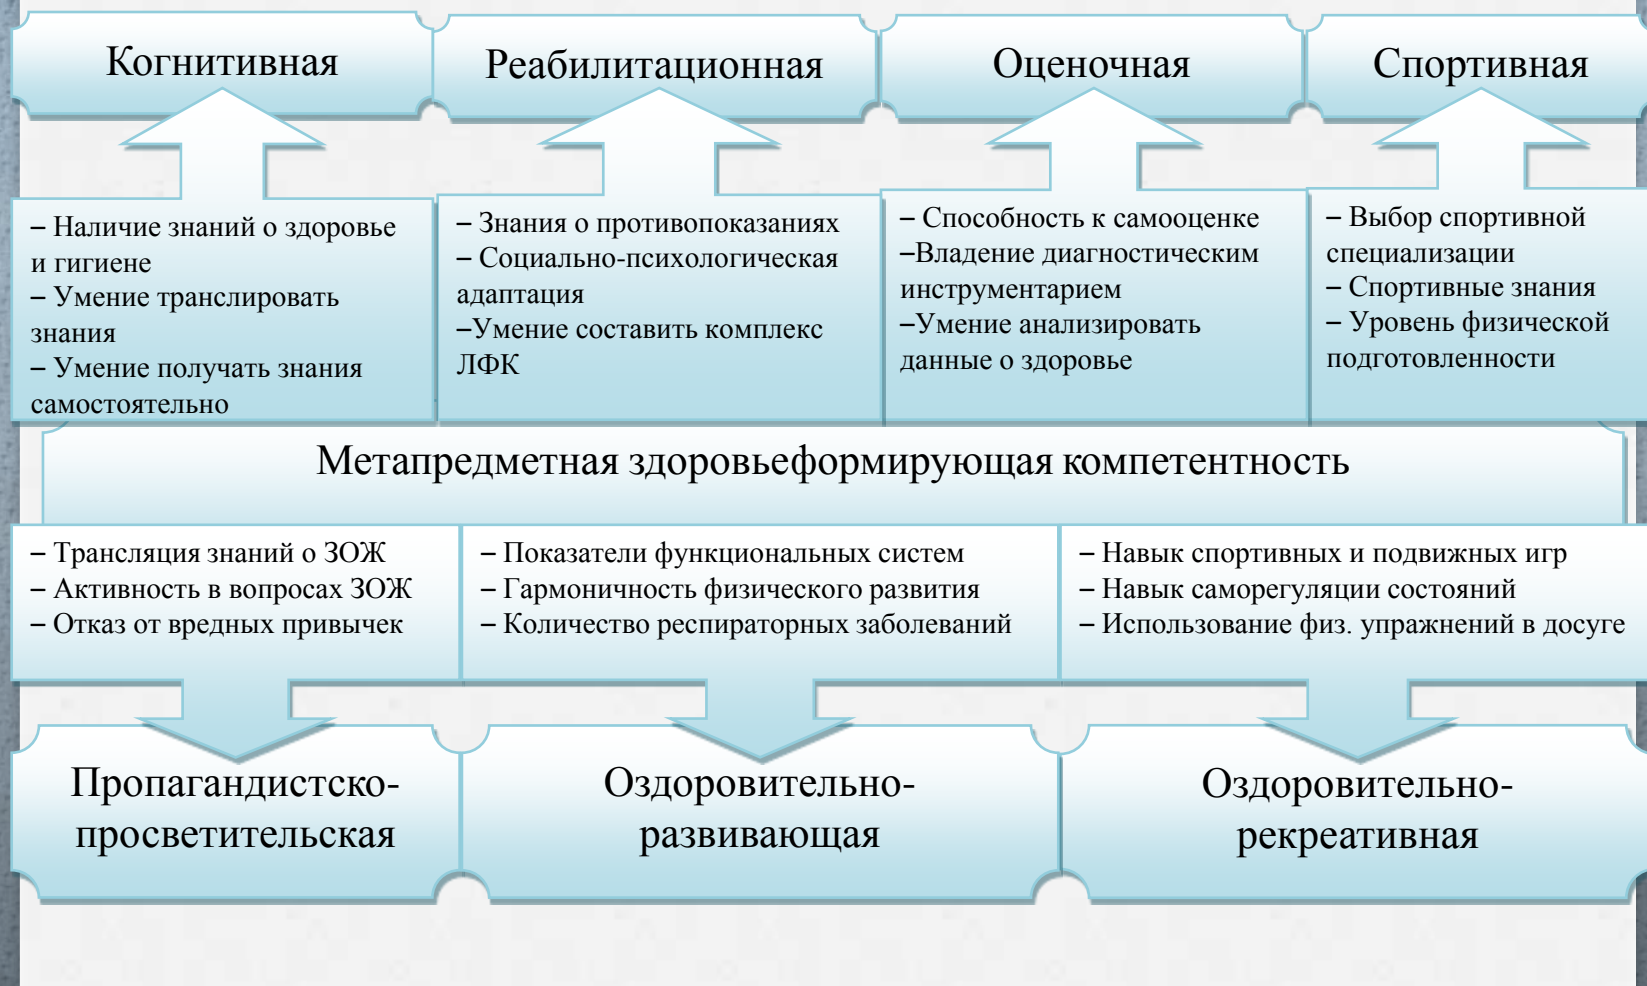 Когнитивная
Реабилитационная
Оценочная
Спортивная
– Наличие знаний о здоровье
и гигиене
– Умение транслировать
знания
– Умение получать знания
самостоятельно
– Знания о противопоказаниях
– Социально-психологическая
адаптация
–Умение составить комплекс
ЛФК
– Способность к самооценке
–Владение диагностическим
инструментарием
–Умение анализировать
данные о здоровье
– Выбор спортивной
специализации
– Спортивные знания
– Уровень физической
подготовленности
Метапредметная здоровьеформирующая компетентность
– Трансляция знаний о ЗОЖ
– Активность в вопросах ЗОЖ
– Отказ от вредных привычек
– Показатели функциональных систем
– Гармоничность физического развития
– Количество респираторных заболеваний
– Навык спортивных и подвижных игр
– Навык саморегуляции состояний
– Использование физ. упражнений в досуге
Пропагандистско-
просветительская
Оздоровительно-
развивающая
Оздоровительно-
рекреативная